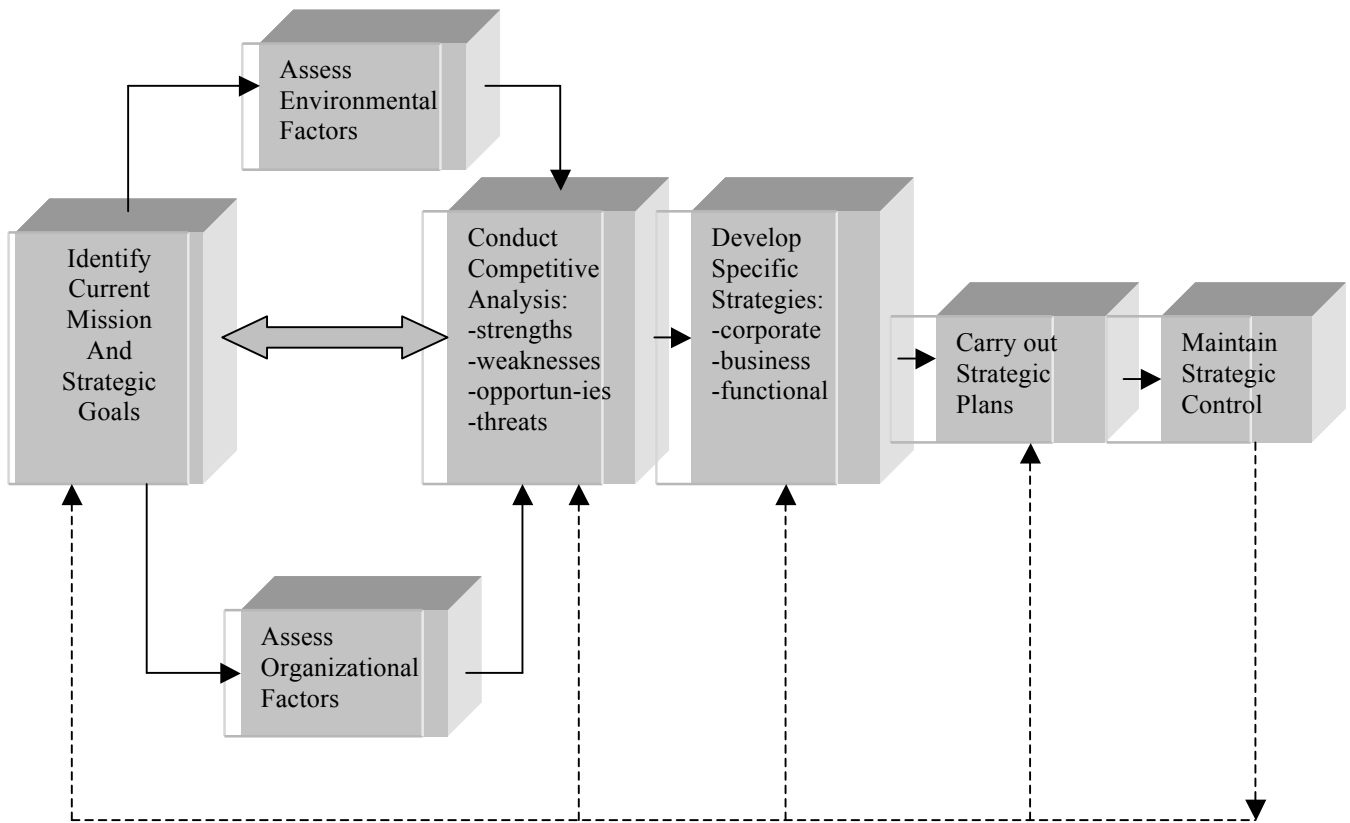 Assess
Environmental
Factors
Identify
Current
Mission
And
Strategic
Goals
Conduct
Competitive
Analysis:
-strengths
-weaknesses
-opportun-ies
-threats
Develop
Specific
Strategies:
-corporate
-business
-functional
Carry out
Strategic
Plans
Maintain
Strategic
Control
Assess
Organizational
Factors